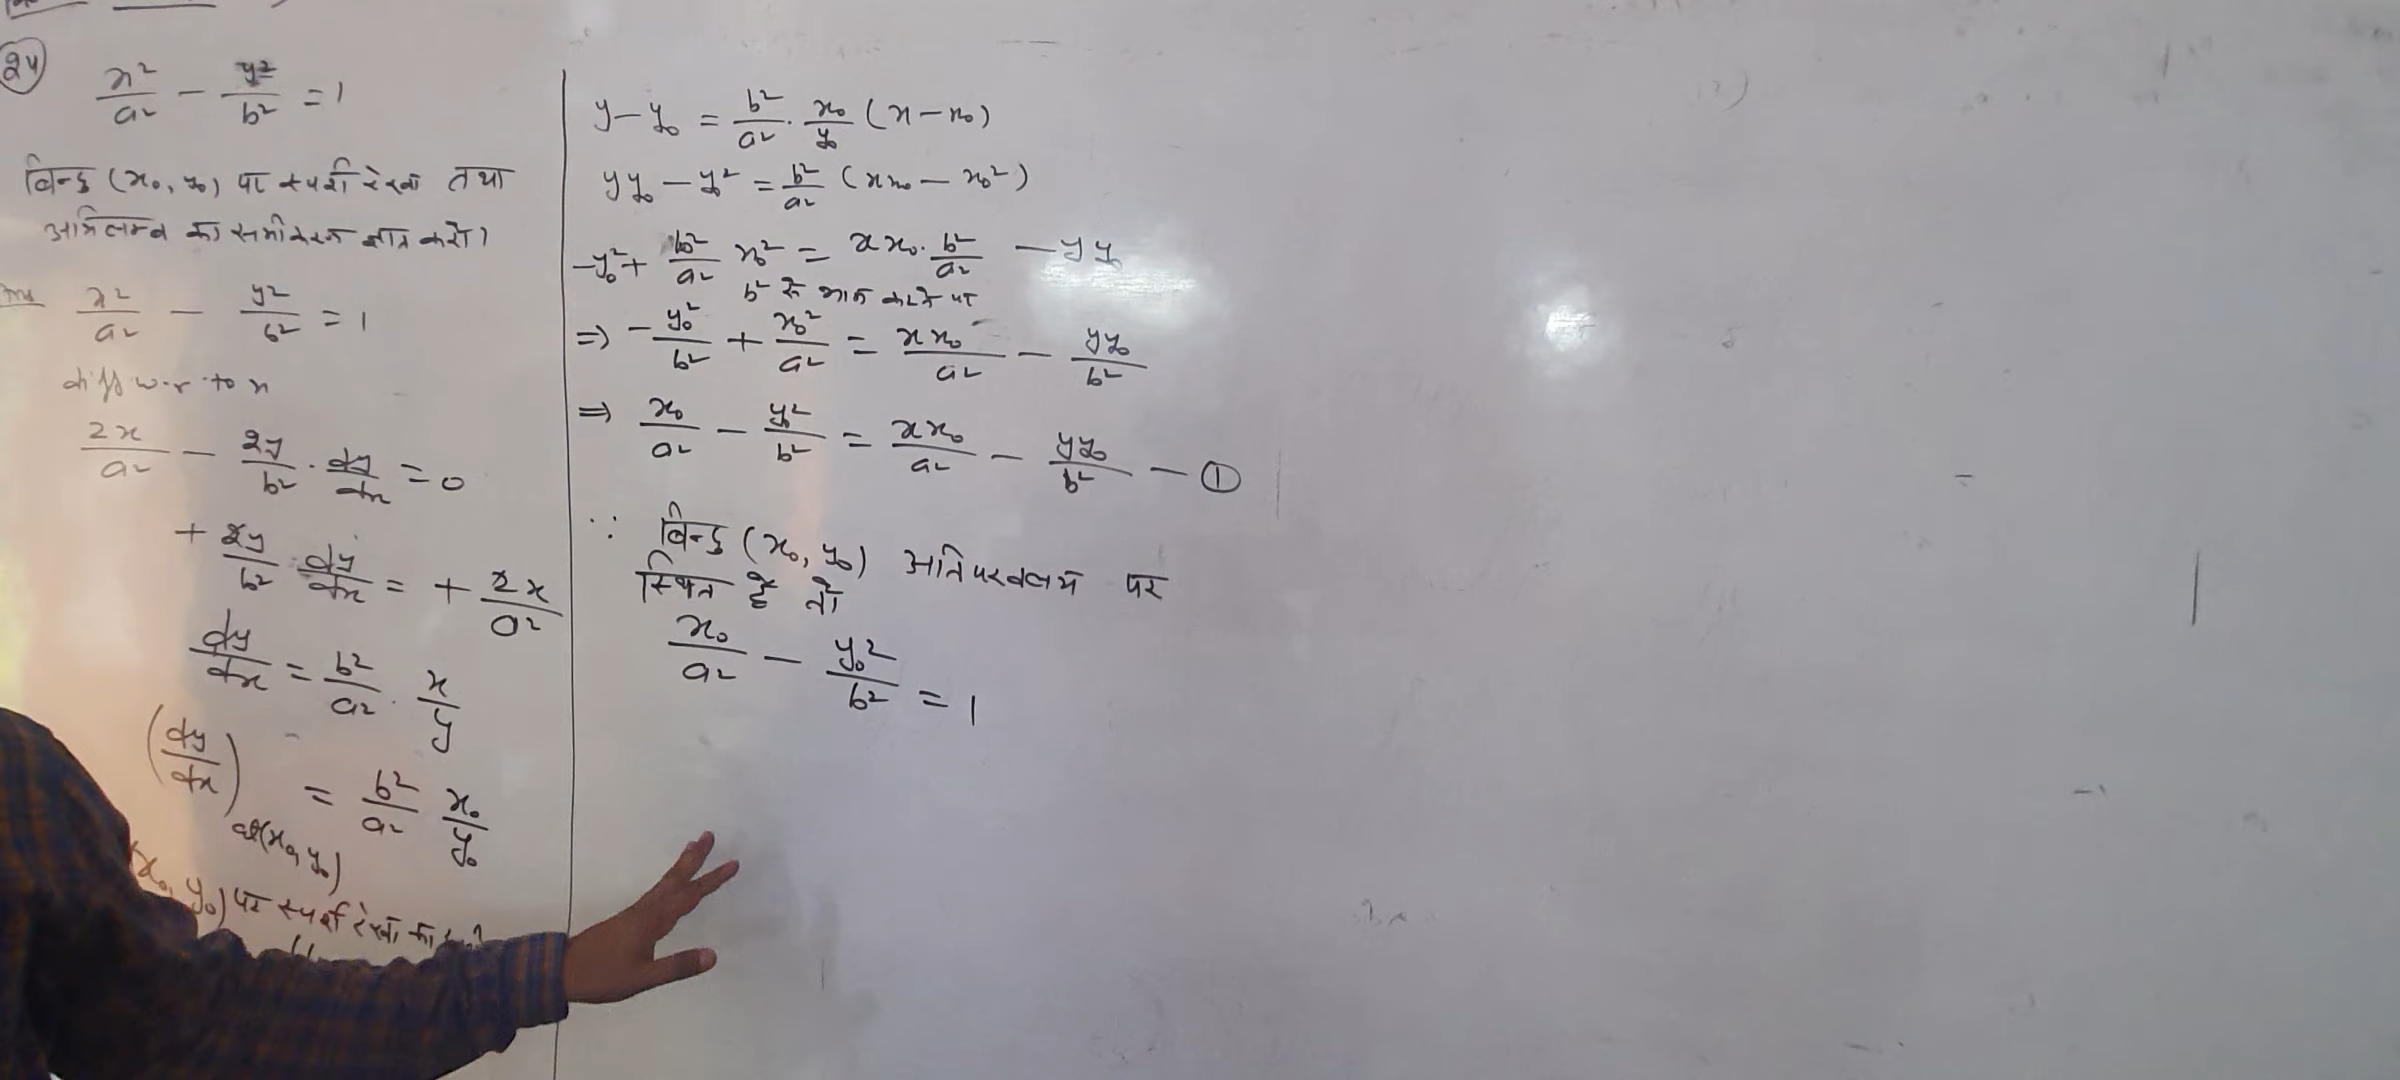 24
x²/a² - y²/b² = 1
बिन्दु (x₀, y₀) पर स्पर्श रेखा तथा
अभिलम्ब का समीकरण ज्ञात करो।
Ans x²/a² - y²/b² = 1
diff w.r. to x
2x/a² - 2y/b² . dy/dx = 0
+ 2y/b² . dy/dx = + 2x/a²
dy/dx = b²/a² . x/y
(dy/dx) at (x₀, y₀) = b²/a² x₀/y₀
(x₀, y₀) पर स्पर्श रेखा का
y - y₀ = b²/a² . x₀/y₀ (x - x₀)
yy₀ - y₀² = b²/a² (xx₀ - x₀²)
-y₀² + b²/a² x₀² = xx₀ . b²/a² - yy₀
b² से भाग करने पर
=> - y₀²/b² + x₀²/a² = xx₀/a² - yy₀/b²
=> x₀/a² - y₀²/b² = xx₀/a² - yy₀/b² - ①
∵ बिन्दु (x₀, y₀) अतिपरवलय पर
स्थित है तो
x₀/a² - y₀²/b² = 1